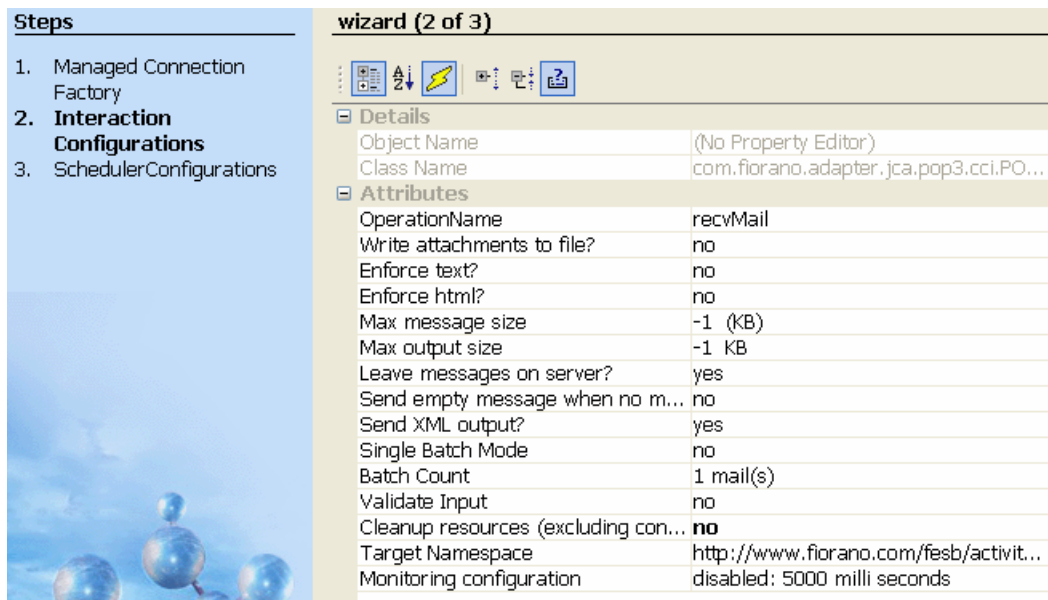 Steps
1. Managed Connection
Factory
2. Interaction
Configurations
3. SchedulerConfigurations
wizard (2 of 3)
Details
Object Name (No Property Editor)
Class Name com.fiorano.adapter.jca.pop3.cci.PO...
Attributes
OperationName recvMail
Write attachments to file? no
Enforce text? no
Enforce html? no
Max message size -1 (KB)
Max output size -1 KB
Leave messages on server? yes
Send empty message when no m... no
Send XML output? yes
Single Batch Mode no
Batch Count 1 mail(s)
Validate Input no
Cleanup resources (excluding con... no
Target Namespace http://www.fiorano.com/fesb/activit...
Monitoring configuration disabled: 5000 milli seconds